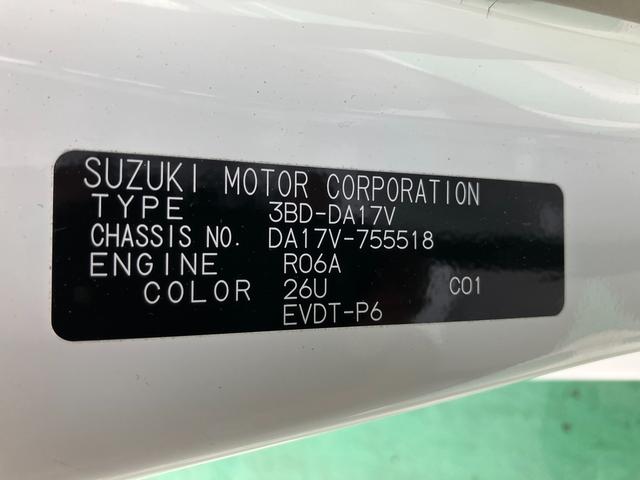 SUZUKI MOTOR CORPORATION
TYPE 3BD-DA17V
CHASSIS NO. DA17V-755518
ENGINE R06A
COLOR 26U C01
EVDT-P6